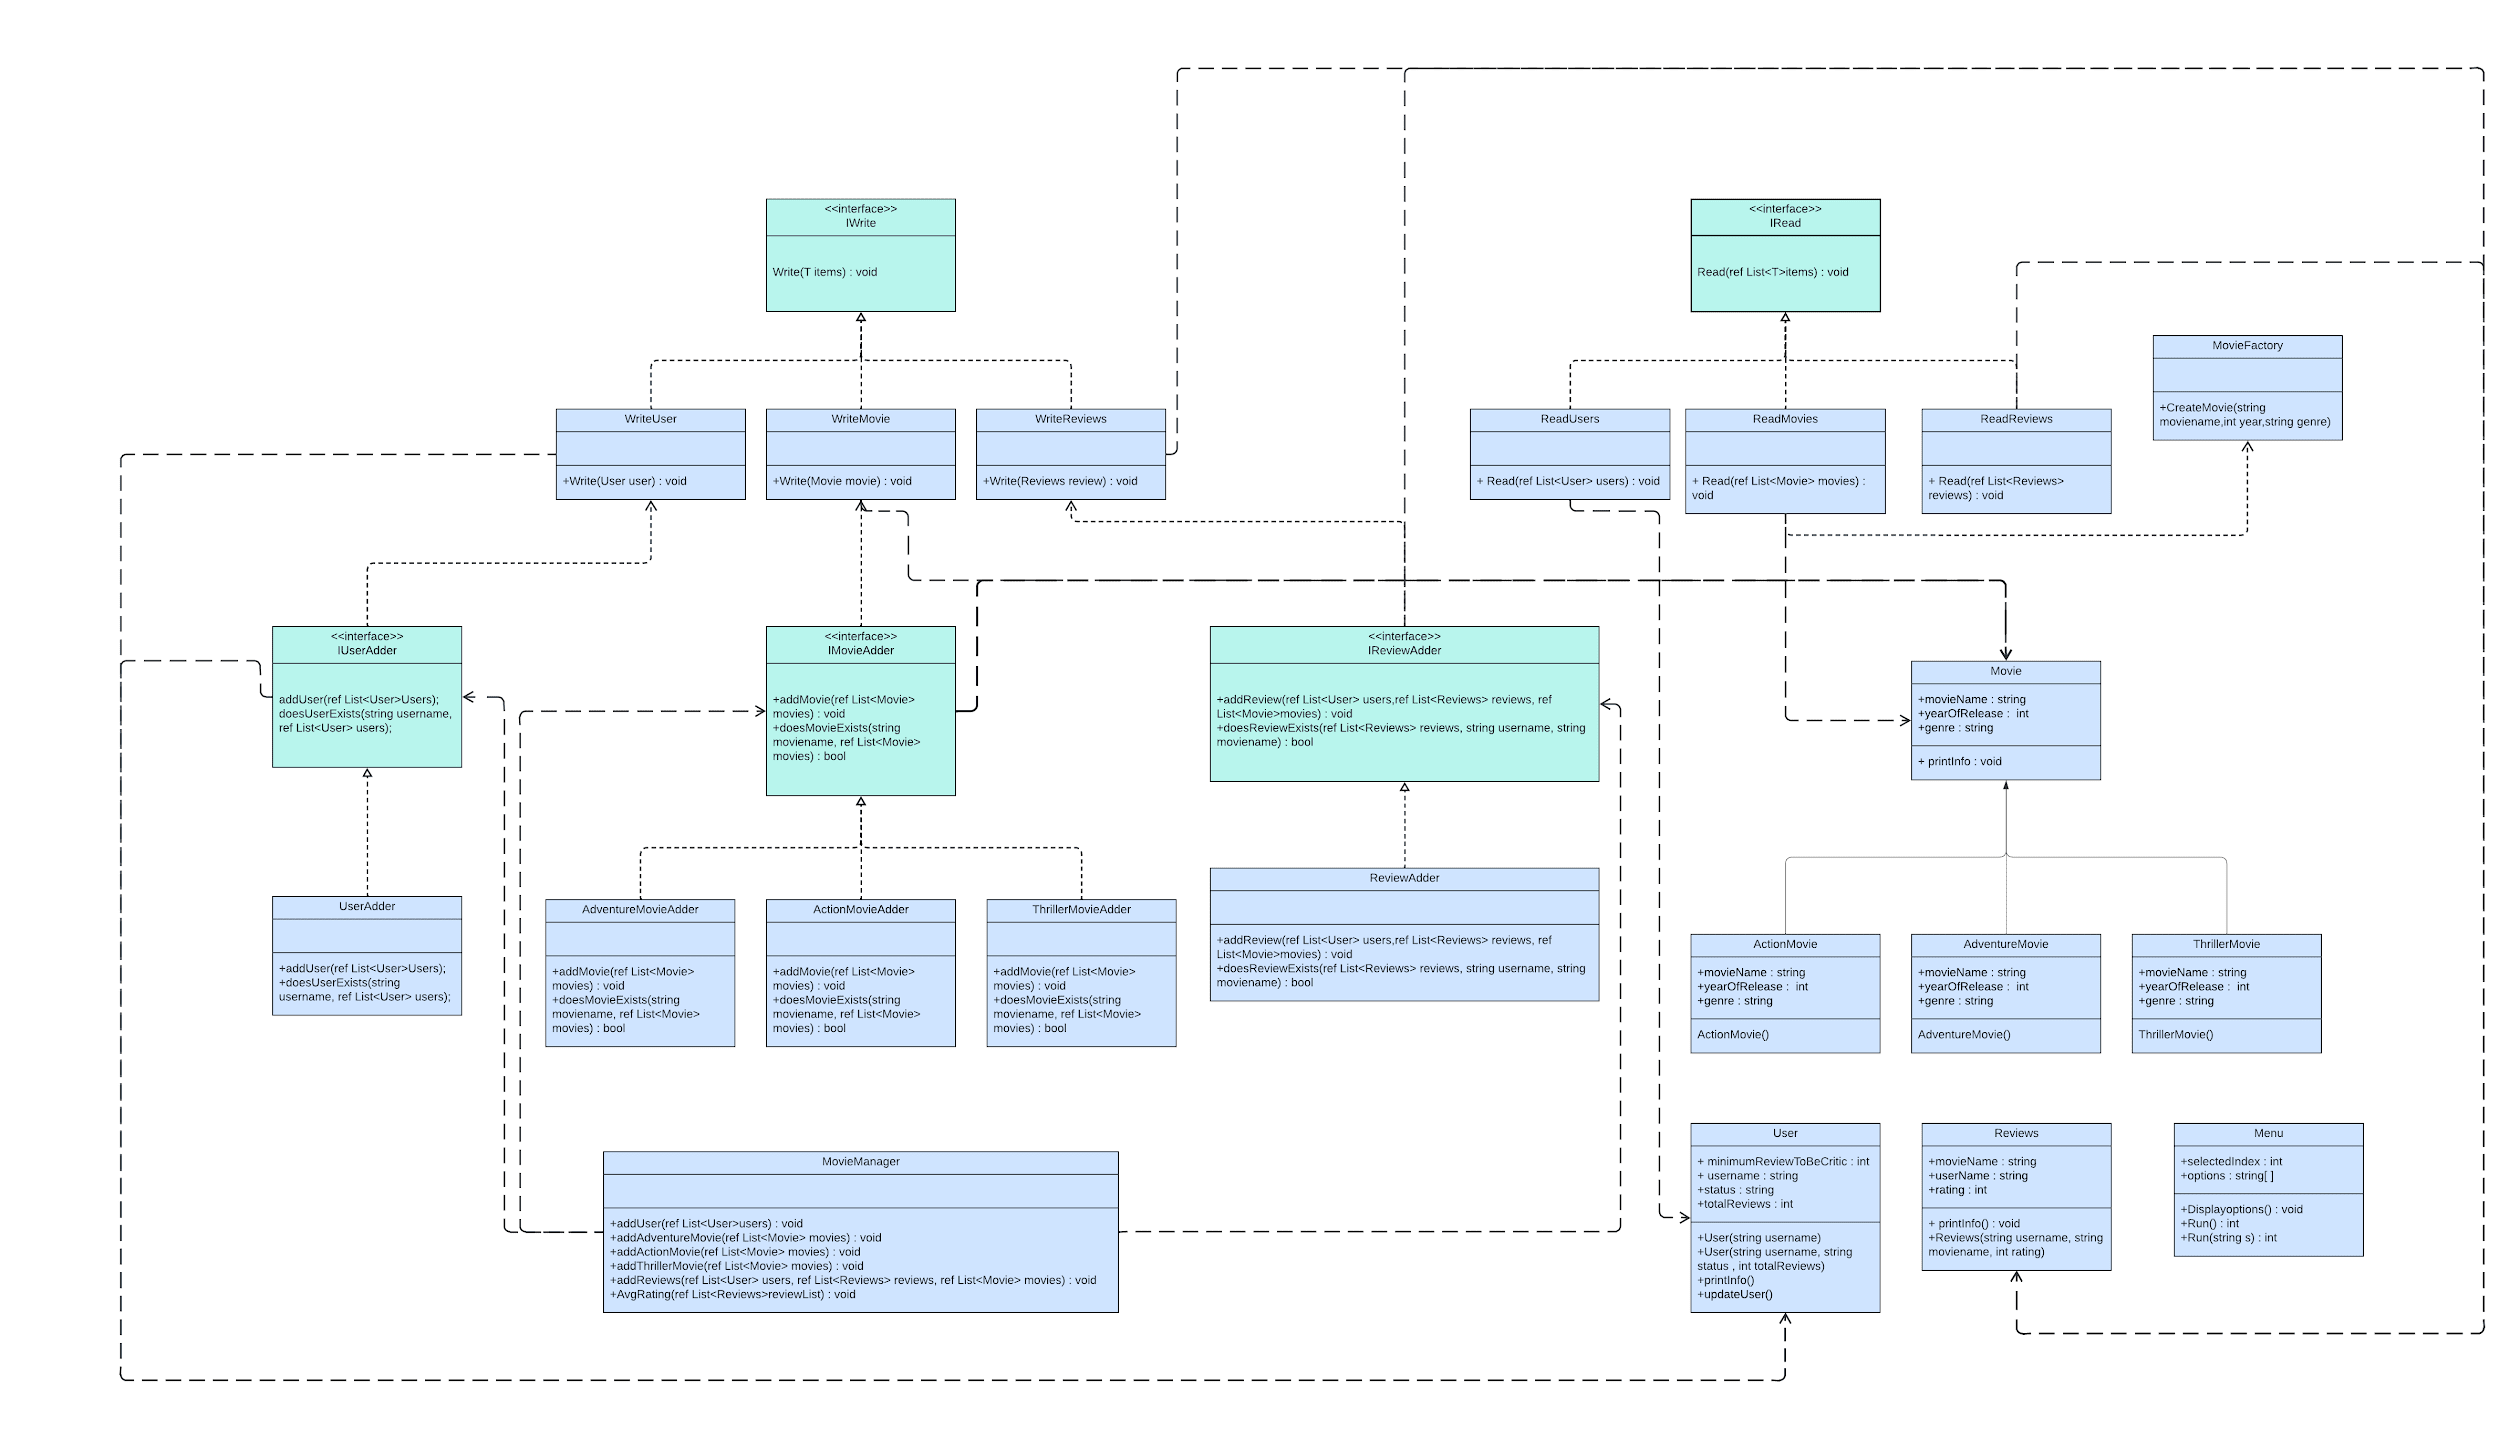 <<interface>>
IWrite
Write(T items) : void
<<interface>>
IRead
Read(ref List<T>items) : void
MovieFactory
+CreateMovie(string
moviename,int year,string genre)
WriteUser
+Write(User user) : void
WriteMovie
+Write(Movie movie) : void
WriteReviews
+Write(Reviews review) : void
ReadUsers
+ Read(ref List<User> users) : void
ReadMovies
+ Read(ref List<Movie> movies) :
void
ReadReviews
+ Read(ref List<Reviews>
reviews) : void
<<interface>>
IUserAdder
addUser(ref List<User>Users);
doesUserExists(string username,
ref List<User> users);
<<interface>>
IMovieAdder
+addMovie(ref List<Movie>
movies) : void
+doesMovieExists(string
moviename, ref List<Movie>
movies) : bool
<<interface>>
IReviewAdder
+addReview(ref List<User> users,ref List<Reviews> reviews, ref
List<Movie>movies) : void
+doesReviewExists(ref List<Reviews> reviews, string username, string
moviename) : bool
Movie
+movieName : string
+yearOfRelease :  int
+genre : string
+ printInfo : void
UserAdder
+addUser(ref List<User>Users);
+doesUserExists(string
username, ref List<User> users);
AdventureMovieAdder
+addMovie(ref List<Movie>
movies) : void
+doesMovieExists(string
moviename, ref List<Movie>
movies) : bool
ActionMovieAdder
+addMovie(ref List<Movie>
movies) : void
+doesMovieExists(string
moviename, ref List<Movie>
movies) : bool
ThrillerMovieAdder
+addMovie(ref List<Movie>
movies) : void
+doesMovieExists(string
moviename, ref List<Movie>
movies) : bool
ReviewAdder
+addReview(ref List<User> users,ref List<Reviews> reviews, ref
List<Movie>movies) : void
+doesReviewExists(ref List<Reviews> reviews, string username, string
moviename) : bool
ActionMovie
+movieName : string
+yearOfRelease :  int
+genre : string
ActionMovie()
AdventureMovie
+movieName : string
+yearOfRelease :  int
+genre : string
AdventureMovie()
ThrillerMovie
+movieName : string
+yearOfRelease :  int
+genre : string
ThrillerMovie()
MovieManager
+addUser(ref List<User>users) : void
+addAdventureMovie(ref List<Movie> movies) : void
+addActionMovie(ref List<Movie> movies) : void
+addThrillerMovie(ref List<Movie> movies) : void
+addReviews(ref List<User> users, ref List<Reviews> reviews, ref List<Movie> movies) : void
+AvgRating(ref List<Reviews>reviewList) : void
User
+ minimumReviewToBeCritic : int
+ username : string
+status : string
+totalReviews : int
+User(string username)
+User(string username, string
status , int totalReviews)
+printInfo()
+updateUser()
Reviews
+movieName : string
+userName : string
+rating : int
+ printInfo() : void
+Reviews(string username, string
moviename, int rating)
Menu
+selectedIndex : int
+options : string[ ]
+Displayoptions() : void
+Run() : int
+Run(string s) : int